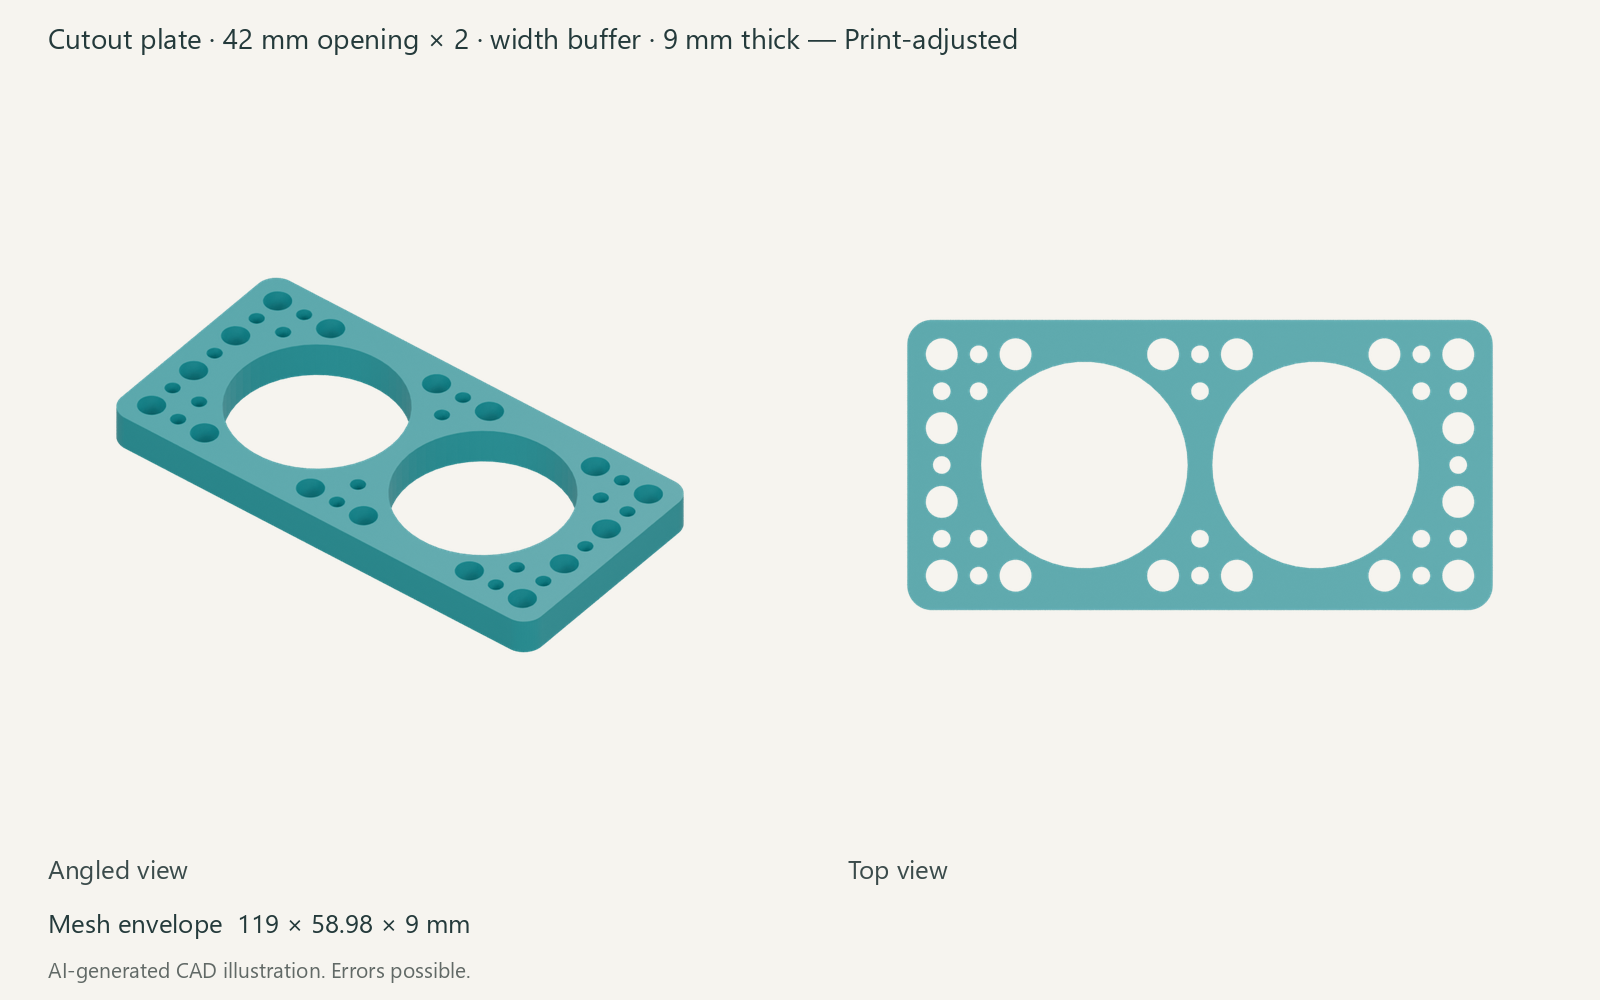 Cutout plate · 42 mm opening × 2 · width buffer · 9 mm thick — Print-adjusted
Angled view
Top view
Mesh envelope 119 × 58.98 × 9 mm
AI-generated CAD illustration. Errors possible.